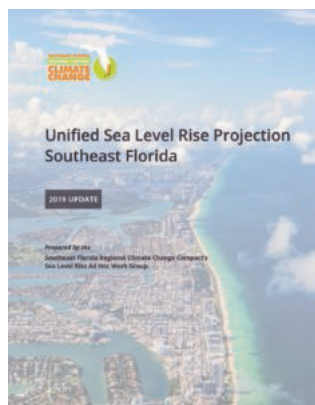 CLIMATE
CHANGE
Unified Sea Level Rise Projection
Southeast Florida
2019 UPDATE
Prepared by the
Southeast Florida Regional Climate Change Compact's
Sea Level Rise Ad Hoc Work Group